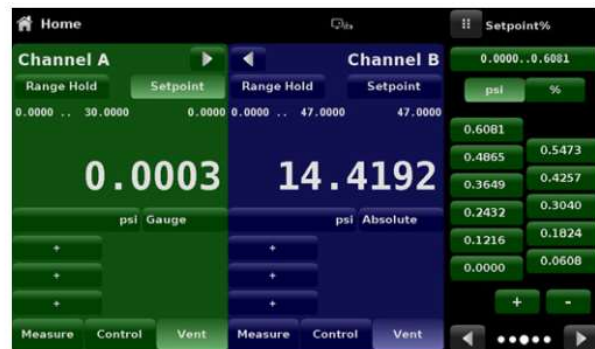 Home
Setpoint%
Channel A
Channel B
0.0000..0.6081
Range Hold Setpoint
Range Hold Setpoint
psi %
0.0000 .. 30.0000 0.0000
0.0000 .. 47.0000 47.0000
0.0003
14.4192
psi Gauge
psi Absolute
+
+
+
+
+
+
Measure Control Vent
Measure Control Vent
0.6081
0.5473
0.4865
0.4257
0.3649
0.3040
0.2432
0.1824
0.1216
0.0608
0.0000
+ -